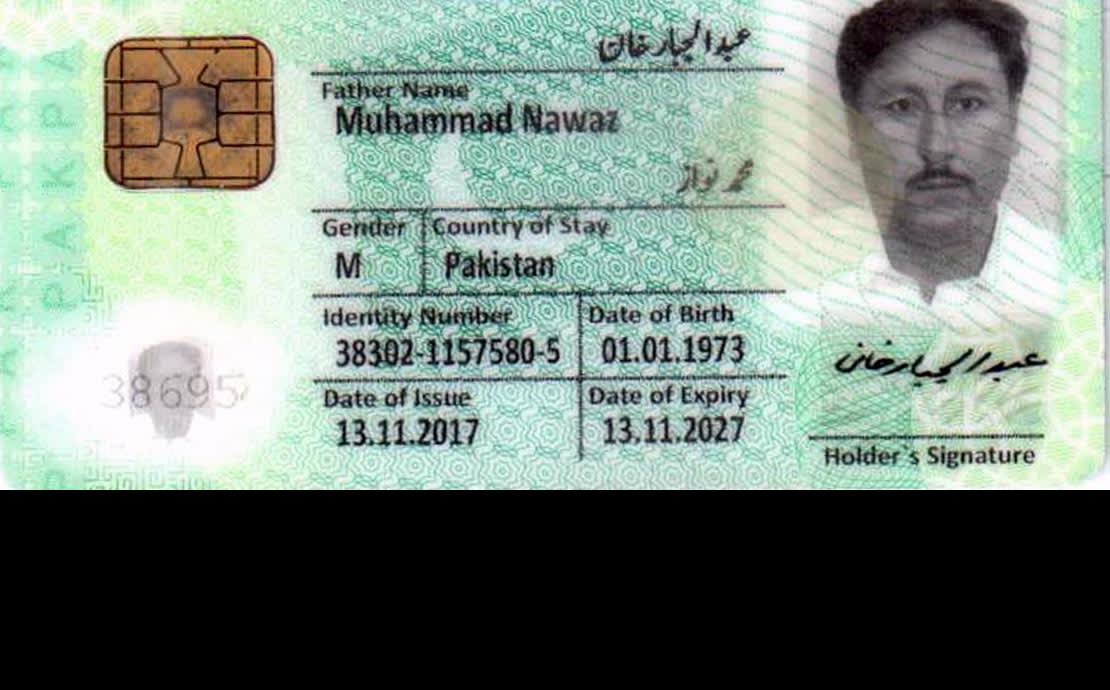 عبدالجبار خان
Father Name
Muhammad Nawaz
محمد نواز
Gender Country of Stay
M Pakistan
Identity Number Date of Birth
38302-1157580-5 01.01.1973
Date of Issue Date of Expiry
13.11.2017 13.11.2027
عبدالجبار خان
Holder`s Signature
38695
PAKIPA